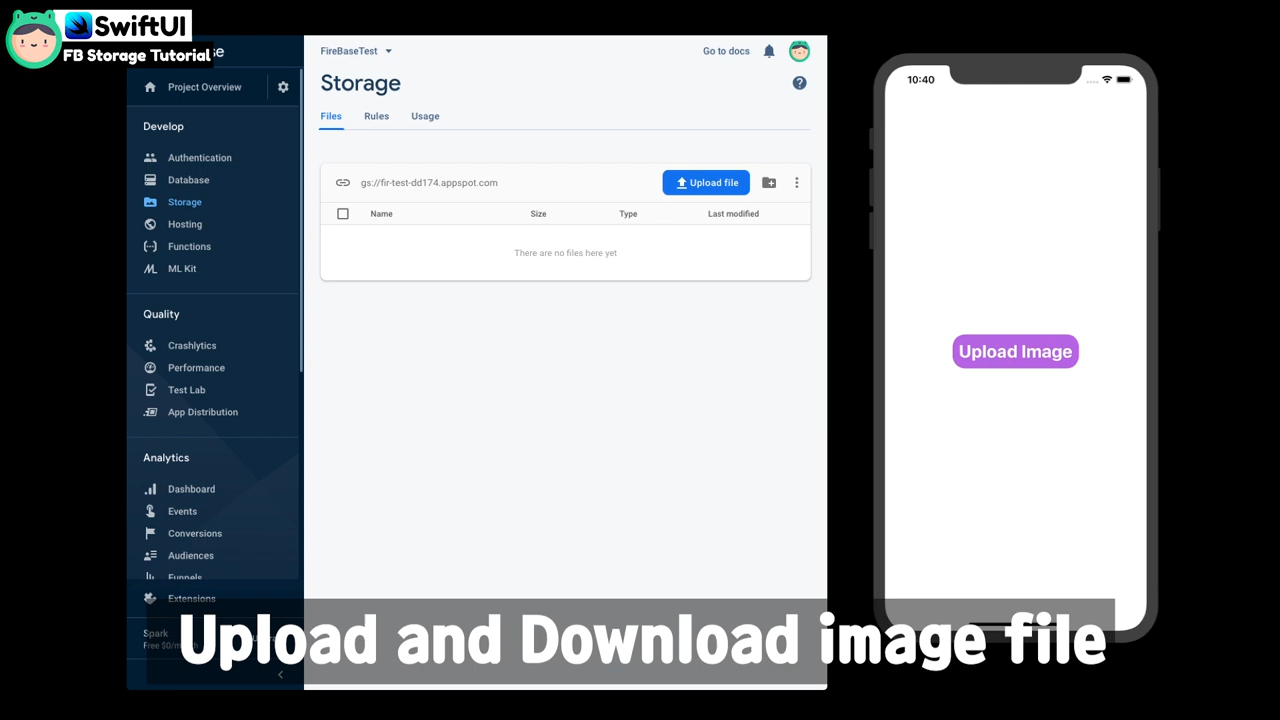 SwiftUI
FB Storage Tutorial
Project Overview
Develop
Authentication
Database
Storage
Hosting
Functions
ML Kit
Quality
Crashlytics
Performance
Test Lab
App Distribution
Analytics
Dashboard
Events
Conversions
Audiences
Funnels
Extensions
Spark
FireBaseTest
Go to docs
Storage
Files
Rules
Usage
gs://fir-test-dd174.appspot.com
Upload file
Name
Size
Type
Last modified
There are no files here yet
10:40
Upload Image
Upload and Download image file